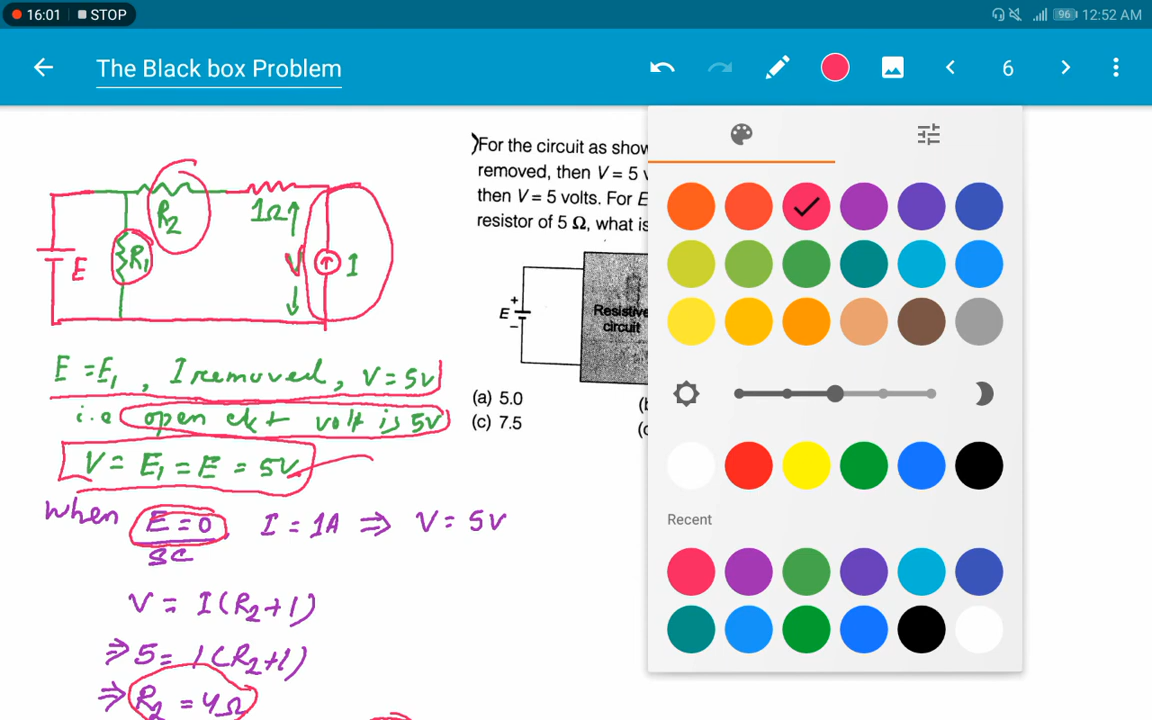 16:01 STOP 96 12:52 AM
The Black box Problem 6
)For the circuit as show
removed, then V = 5 v
then V = 5 volts. For E
resistor of 5 Ω, what is
R2 1Ω
E R1 V I
E + −
Resistive
circuit
(a) 5.0 (b
(c) 7.5 (d
E = E1 , I removed, V = 5V
i.e open ckt volt is 5V
V = E1 = E = 5V
When E = 0 I = 1A ⇒ V = 5V
SC
V = I(R2+1)
⇒ 5 = 1(R2+1)
⇒ R2 = 4Ω
Recent